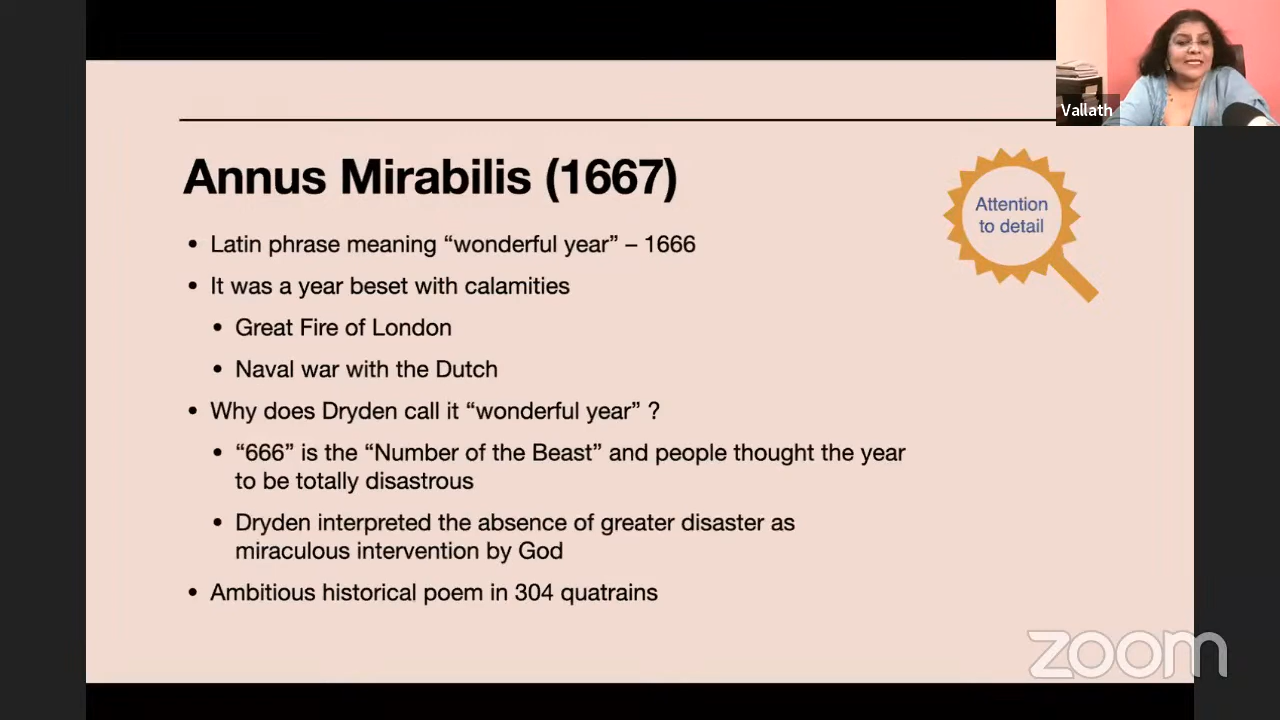 Vallath
Annus Mirabilis (1667)
Attention
to detail
• Latin phrase meaning “wonderful year” – 1666
• It was a year beset with calamities
• Great Fire of London
• Naval war with the Dutch
• Why does Dryden call it “wonderful year” ?
• “666” is the “Number of the Beast” and people thought the year
to be totally disastrous
• Dryden interpreted the absence of greater disaster as
miraculous intervention by God
• Ambitious historical poem in 304 quatrains
zoom